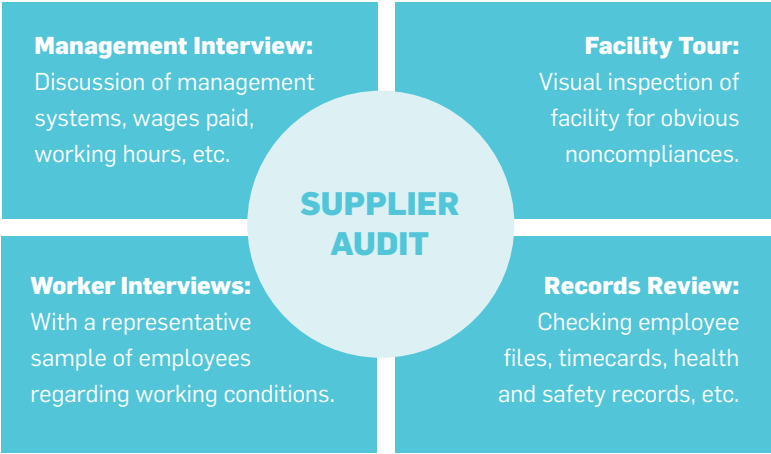 Management Interview:
Discussion of management
systems, wages paid,
working hours, etc.
Facility Tour:
Visual inspection of
facility for obvious
noncompliances.
SUPPLIER
AUDIT
Worker Interviews:
With a representative
sample of employees
regarding working conditions.
Records Review:
Checking employee
files, timecards, health
and safety records, etc.